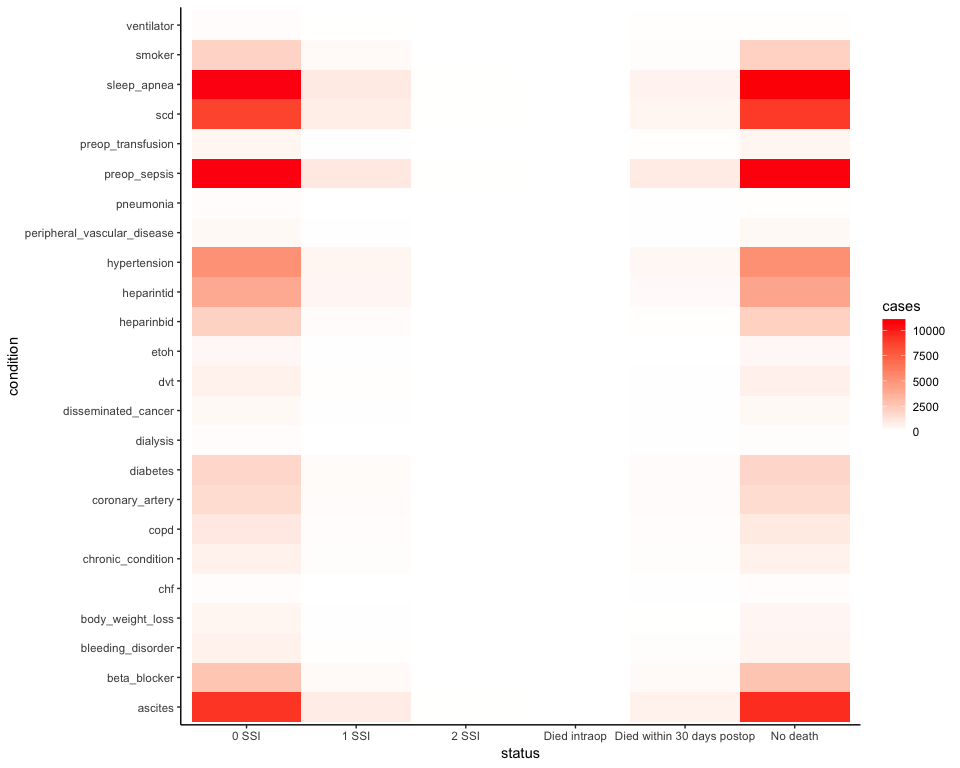 ventilator
smoker
sleep_apnea
scd
preop_transfusion
preop_sepsis
pneumonia
peripheral_vascular_disease
hypertension
heparintid
heparinbid
etoh
dvt
disseminated_cancer
dialysis
diabetes
coronary_artery
copd
chronic_condition
chf
body_weight_loss
bleeding_disorder
beta_blocker
ascites
condition
0 SSI
1 SSI
2 SSI
Died intraop
Died within 30 days postop
No death
status
cases
10000
7500
5000
2500
0